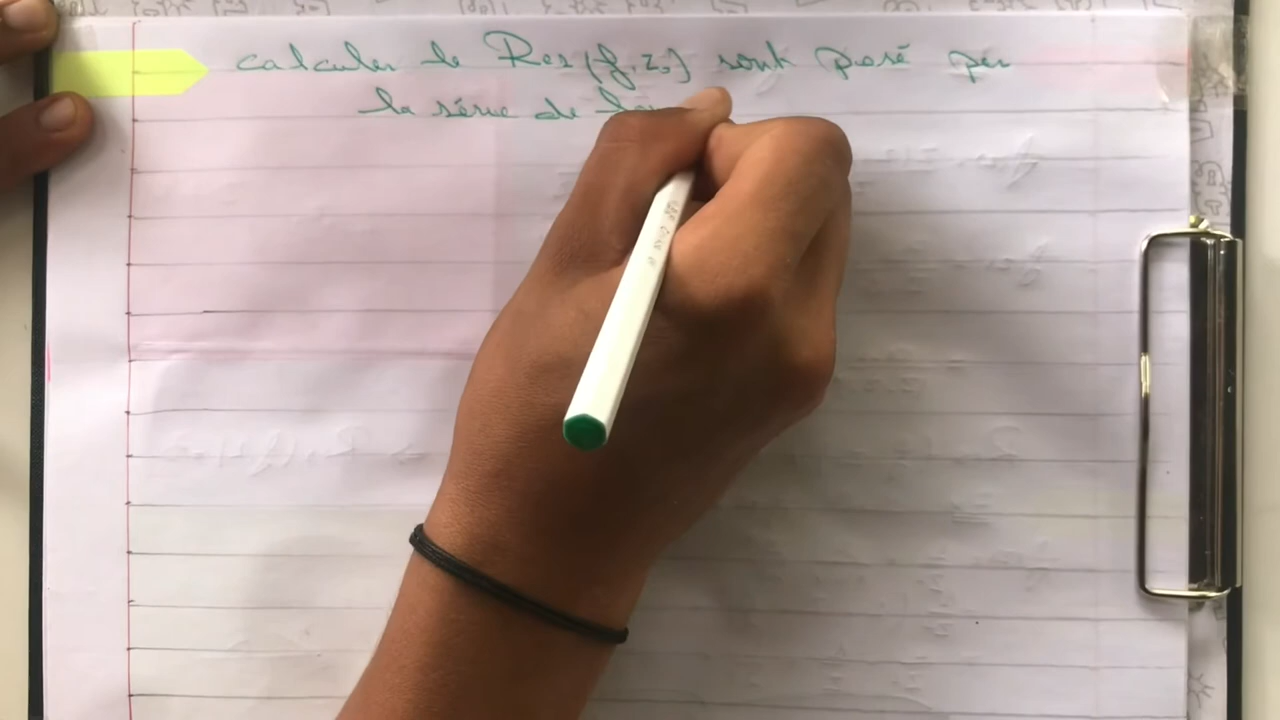 calculer le Res(f,z₀) sont posé par
la série de